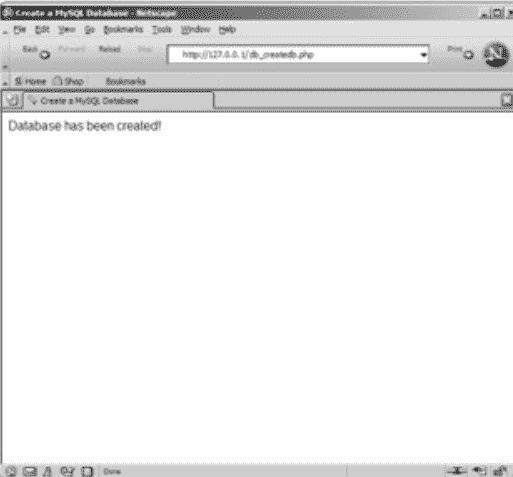 Create a MySQL Database - Netscape
File Edit View Go Bookmarks Tools Window Help
Back Forward Reload Stop http://127.0.0.1/db_createdb.php Print
Home Shop Bookmarks
Create a MySQL Database
Database has been created!
Done